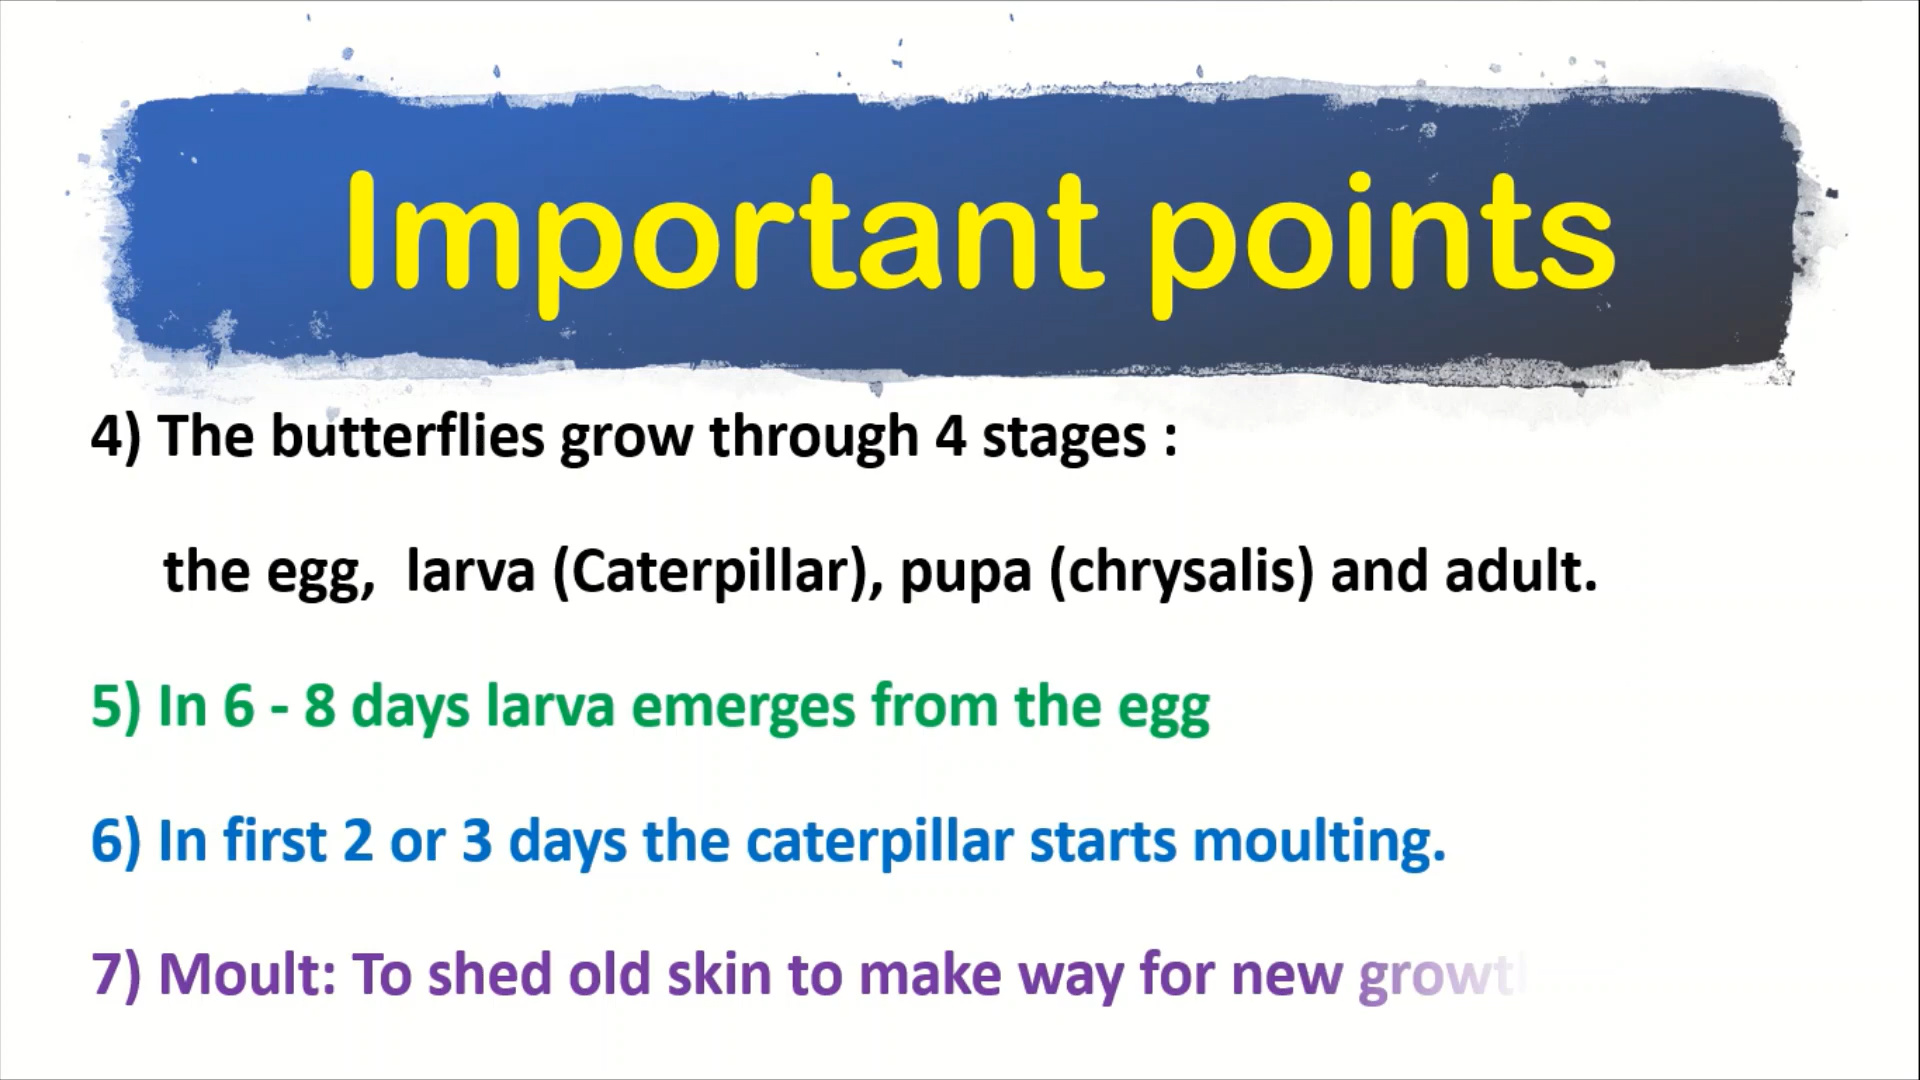 Important points
4) The butterflies grow through 4 stages :
the egg, larva (Caterpillar), pupa (chrysalis) and adult.
5) In 6 - 8 days larva emerges from the egg
6) In first 2 or 3 days the caterpillar starts moulting.
7) Moult: To shed old skin to make way for new growt